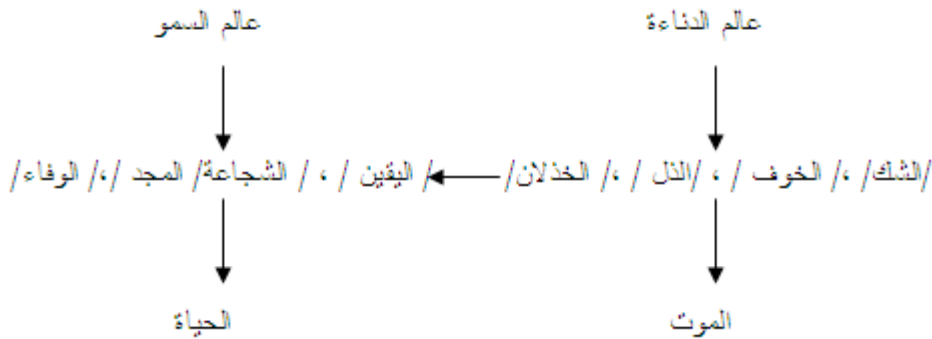 عالم الدناءة عالم السمو
/الشك/ ،/ الخوف / ، /الذل / ،/ الخذلان/ / اليقين / ، / الشجاعة/ المجد /،/ الوفاء/
الموت الحياة